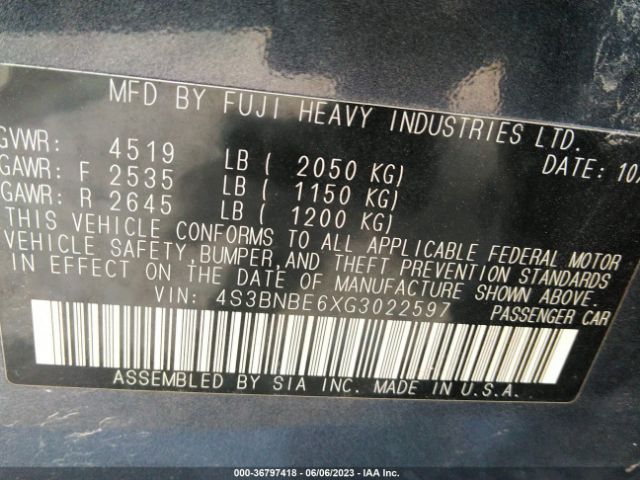 MFD BY FUJI HEAVY INDUSTRIES LTD.
GVWR: 4519 LB ( 2050 KG) DATE: 10/
GAWR: F 2535 LB ( 1150 KG)
GAWR: R 2645 LB ( 1200 KG)
THIS VEHICLE CONFORMS TO ALL APPLICABLE FEDERAL MOTOR
VEHICLE SAFETY, BUMPER, AND THEFT PREVENTION STANDARDS
IN EFFECT ON THE DATE OF MANUFACTURE SHOWN ABOVE.
VIN: 4S3BNBE6XG3022597 PASSENGER CAR
ASSEMBLED BY SIA INC. MADE IN U.S.A.
000-36797418 - 06/06/2023 - IAA Inc.